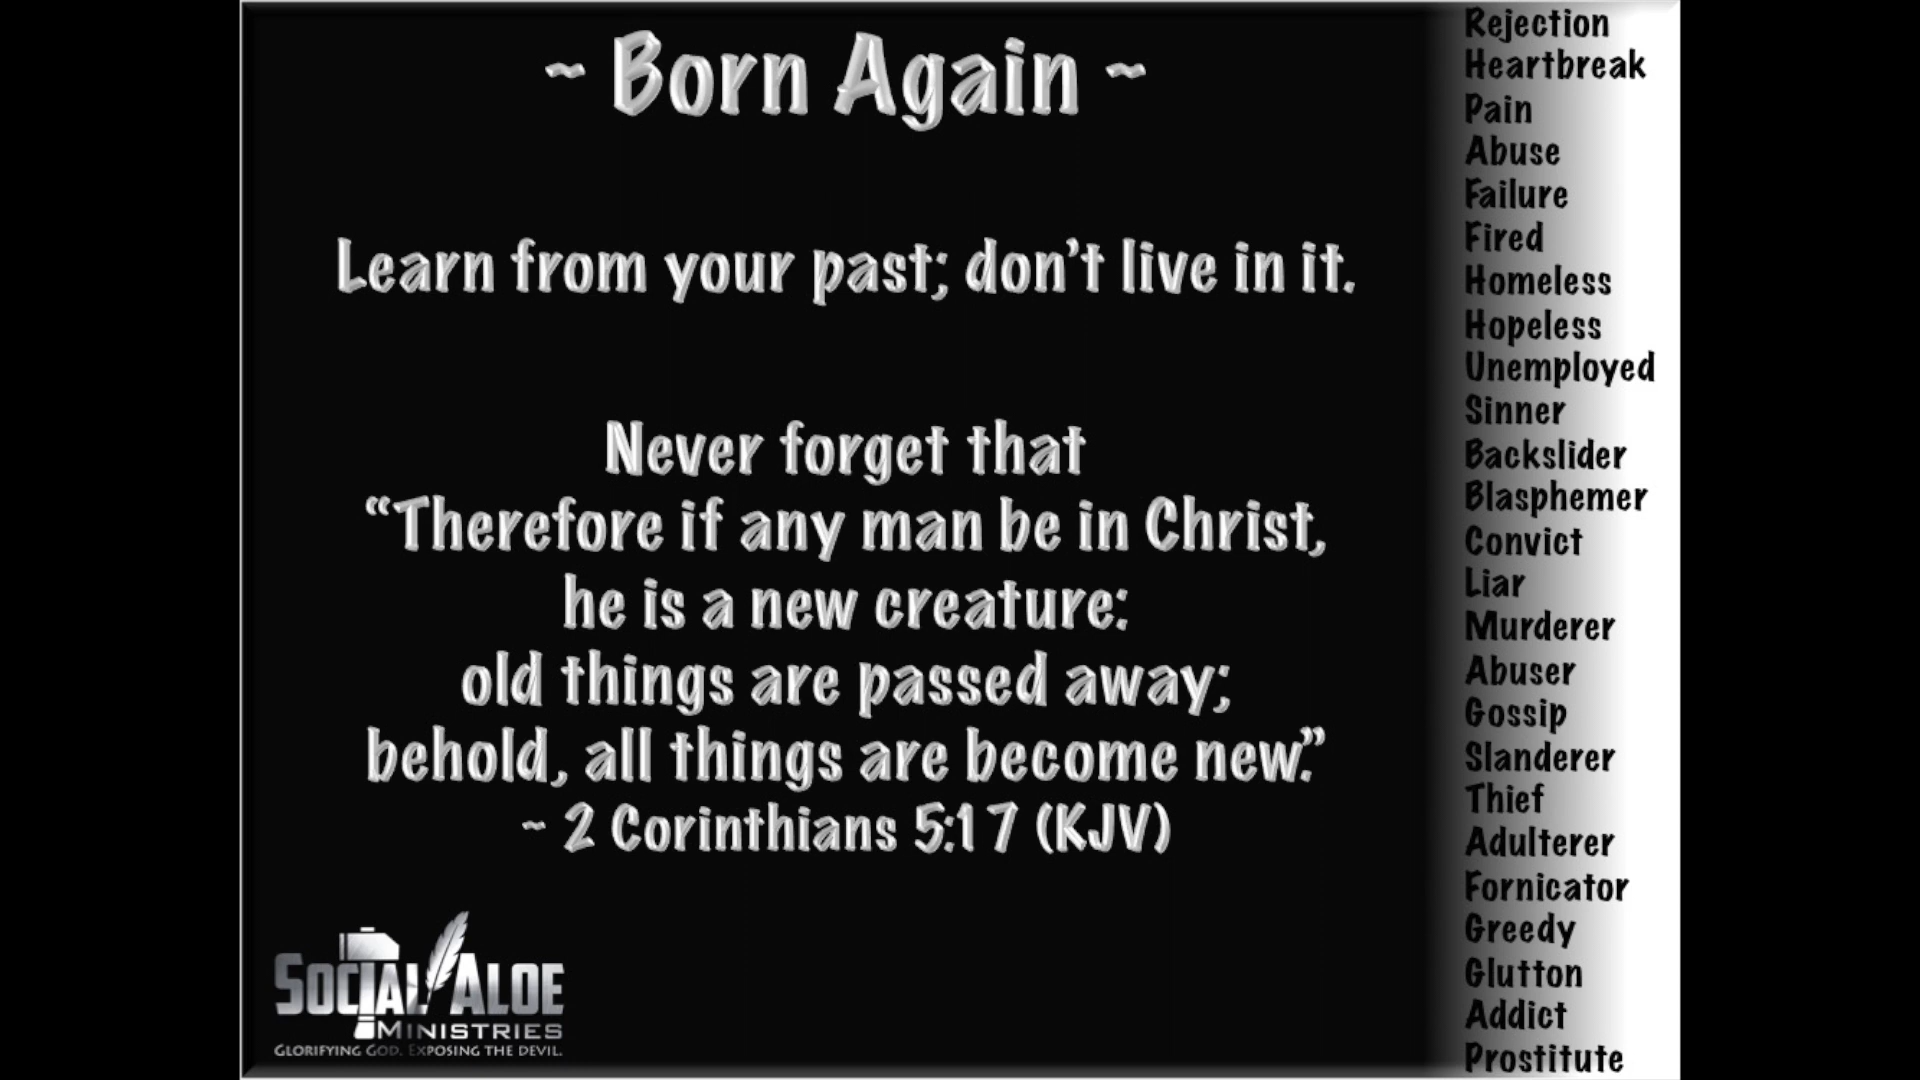 ~ Born Again ~
Learn from your past; don't live in it.
Never forget that
“Therefore if any man be in Christ,
he is a new creature:
old things are passed away;
behold, all things are become new.”
~ 2 Corinthians 5:17 (KJV)
SOCIAL ALOE
MINISTRIES
GLORIFYING GOD. EXPOSING THE DEVIL.
Rejection
Heartbreak
Pain
Abuse
Failure
Fired
Homeless
Hopeless
Unemployed
Sinner
Backslider
Blasphemer
Convict
Liar
Murderer
Abuser
Gossip
Slanderer
Thief
Adulterer
Fornicator
Greedy
Glutton
Addict
Prostitute